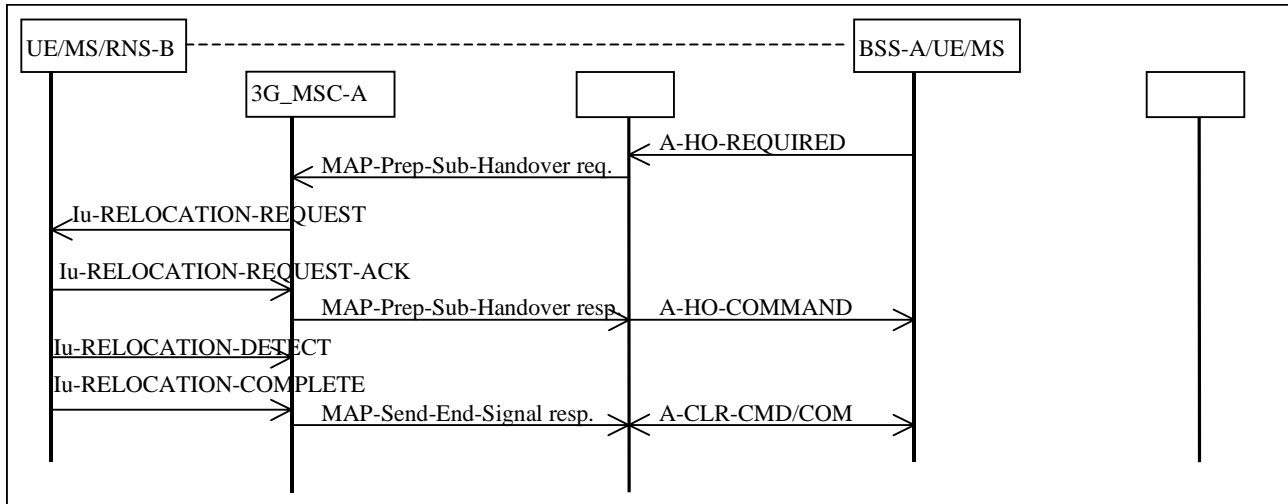 UE/MS/RNS-B
BSS-A/UE/MS
3G_MSC-A
A-HO-REQUIRED
MAP-Prep-Sub-Handover req.
Iu-RELOCATION-REQUEST
Iu-RELOCATION-REQUEST-ACK
MAP-Prep-Sub-Handover resp.
A-HO-COMMAND
Iu-RELOCATION-DETECT
Iu-RELOCATION-COMPLETE
MAP-Send-End-Signal resp.
A-CLR-CMD/COM